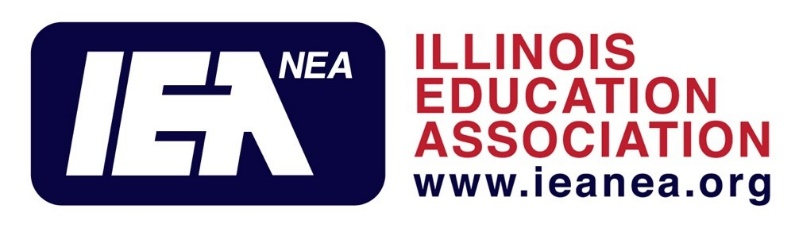 IEA NEA
ILLINOIS
EDUCATION
ASSOCIATION
www.ieanea.org